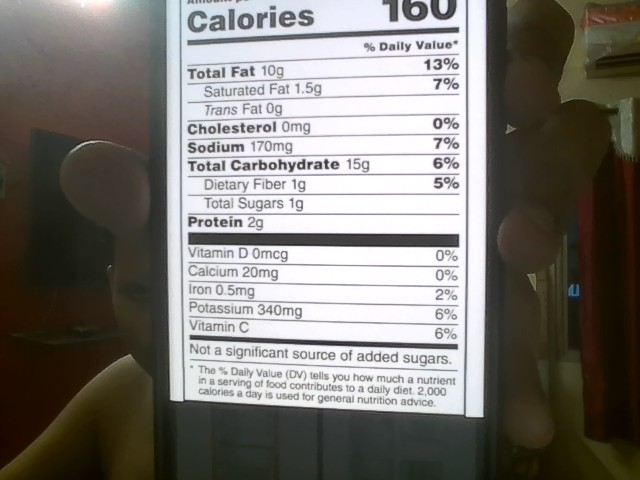 Calories 160
% Daily Value*
Total Fat 10g 13%
Saturated Fat 1.5g 7%
Trans Fat 0g
Cholesterol 0mg 0%
Sodium 170mg 7%
Total Carbohydrate 15g 6%
Dietary Fiber 1g 5%
Total Sugars 1g
Protein 2g
Vitamin D 0mcg 0%
Calcium 20mg 0%
Iron 0.5mg 2%
Potassium 340mg 6%
Vitamin C 6%
Not a significant source of added sugars.
* The % Daily Value (DV) tells you how much a nutrient
in a serving of food contributes to a daily diet. 2,000
calories a day is used for general nutrition advice.